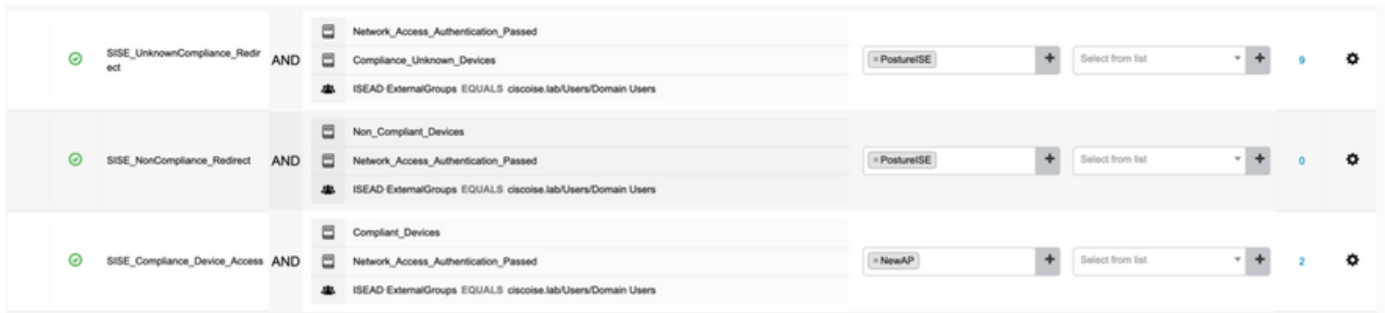 SISE_UnknownCompliance_Redir
ect
AND
Network_Access_Authentication_Passed
Compliance_Unknown_Devices
ISEAD ExternalGroups EQUALS ciscoise.lab/Users/Domain Users
× PostureISE
+
Select from list
+
9
SISE_NonCompliance_Redirect
AND
Non_Compliant_Devices
Network_Access_Authentication_Passed
ISEAD ExternalGroups EQUALS ciscoise.lab/Users/Domain Users
× PostureISE
+
Select from list
+
0
SISE_Compliance_Device_Access
AND
Compliant_Devices
Network_Access_Authentication_Passed
ISEAD ExternalGroups EQUALS ciscoise.lab/Users/Domain Users
× NewAP
+
Select from list
+
2